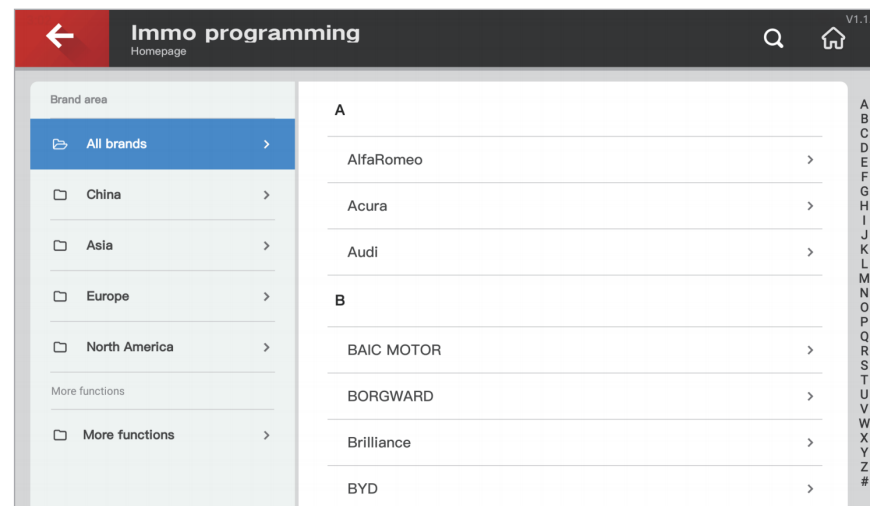 Immo programming
Homepage
V1.1
Brand area
All brands
China
Asia
Europe
North America
More functions
More functions
A
AlfaRomeo
Acura
Audi
B
BAIC MOTOR
BORGWARD
Brilliance
BYD
A
B
C
D
E
F
G
H
I
J
K
L
M
N
O
P
Q
R
S
T
U
V
W
X
Y
Z
#